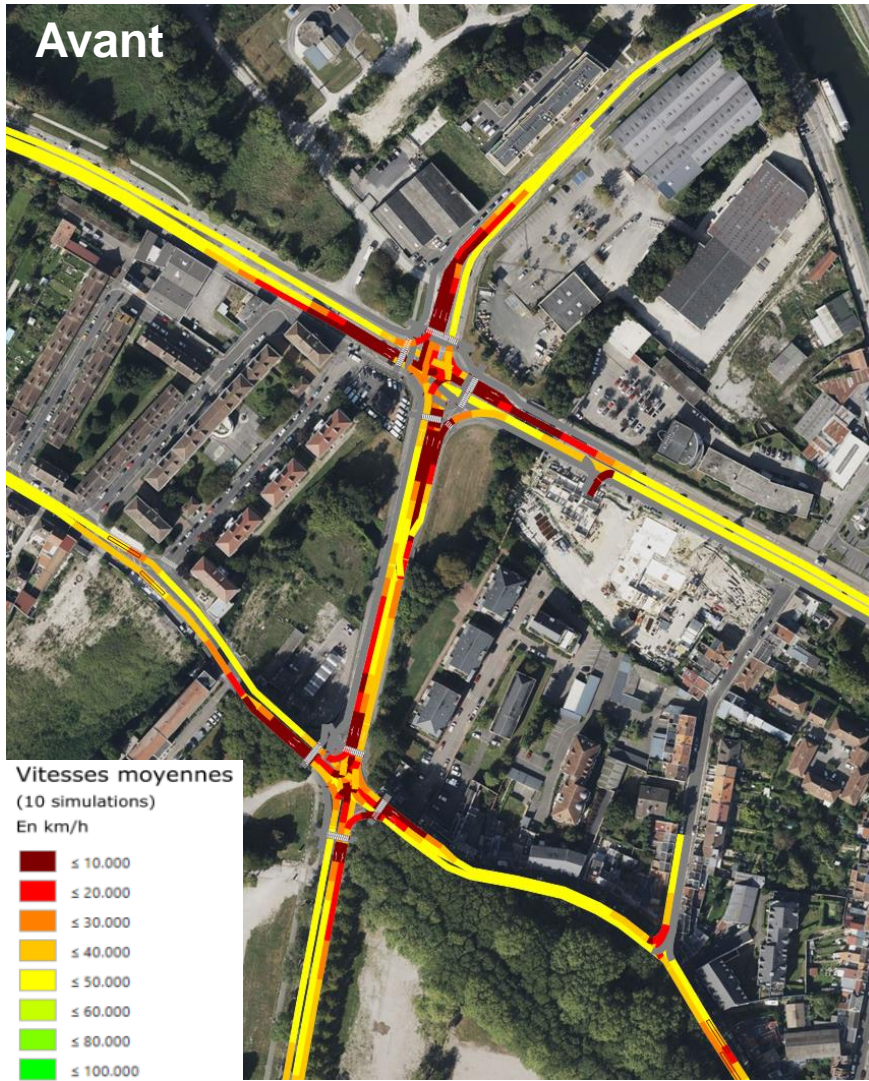 Avant
Vitesses moyennes
(10 simulations)
En km/h
≤ 10.000
≤ 20.000
≤ 30.000
≤ 40.000
≤ 50.000
≤ 60.000
≤ 80.000
≤ 100.000